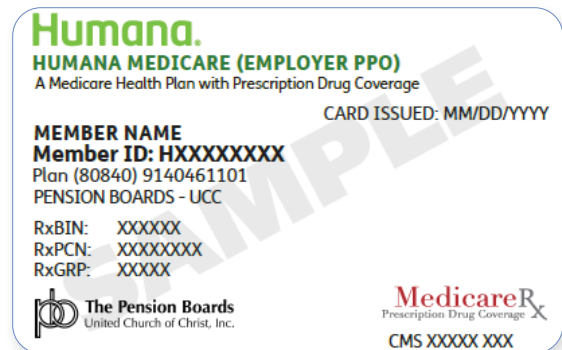 Humana.
HUMANA MEDICARE (EMPLOYER PPO)
A Medicare Health Plan with Prescription Drug Coverage
CARD ISSUED: MM/DD/YYYY
MEMBER NAME
Member ID: HXXXXXXXX
Plan (80840) 9140461101
PENSION BOARDS - UCC
RxBIN: XXXXXX
RxPCN: XXXXXXXX
RxGRP: XXXXX
SAMPLE
pbo The Pension Boards
United Church of Christ, Inc.
MedicareRx
Prescription Drug Coverage
CMS XXXXX XXX